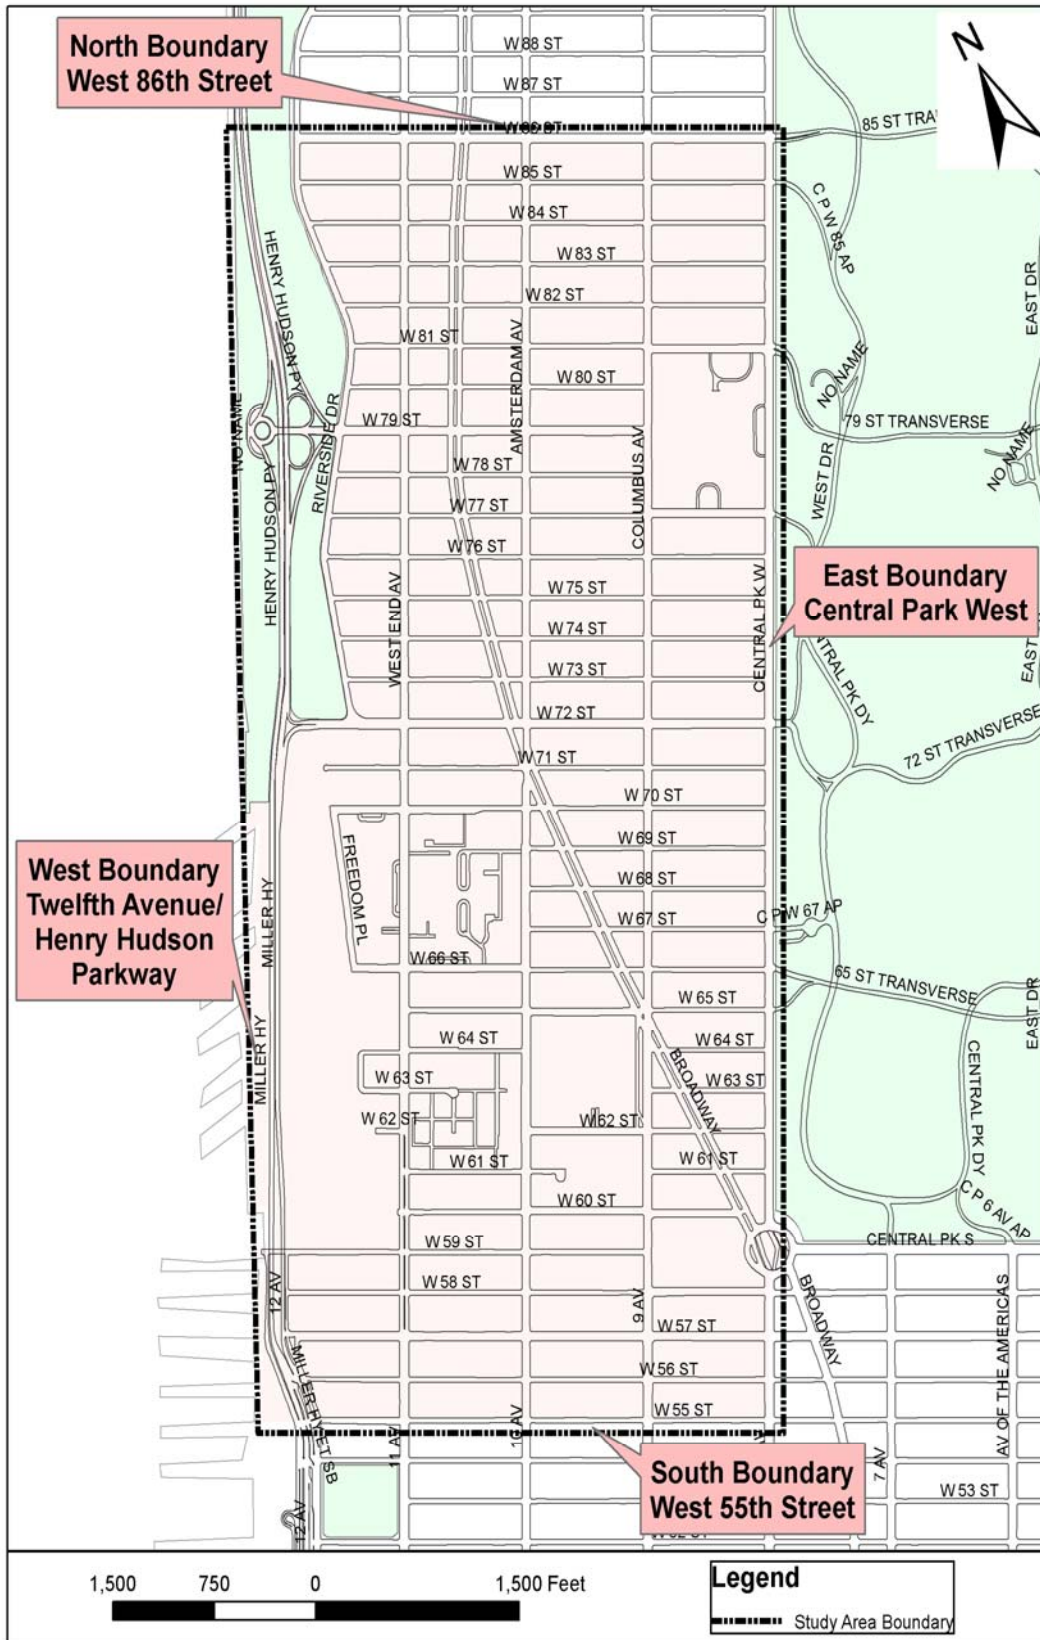 North Boundary
West 86th Street
N
W 88 ST
W 87 ST
85 ST TRA
W 85 ST
W 84 ST
C P W 85 AP
W 83 ST
HENRY HUDSON PY
EAST DR
W 82 ST
W 81 ST
AMSTERDAM AV
W 80 ST
NO NAME
NO NAME
W 79 ST
79 ST TRANSVERSE
RIVERSIDE DR
COLUMBUS AV
WEST DR
NO NAME
W 78 ST
HENRY HUDSON PY
W 77 ST
W 76 ST
East Boundary
Central Park West
WEST END AV
W 75 ST
CENTRAL PK W
W 74 ST
W 73 ST
NTRAL PK DY
W 72 ST
72 ST TRANSVERSE
W 71 ST
W 70 ST
FREEDOM PL
W 69 ST
West Boundary
Twelfth Avenue/
Henry Hudson
Parkway
W 68 ST
MILLER HY
W 67 ST
C P W 67 AP
W 66 ST
65 ST TRANSVERSE
W 65 ST
EAST DR
MILLER HY
W 64 ST
W 64 ST
BROADWAY
CENTRAL PK DY
W 63 ST
W 63 ST
W 62 ST
W 62 ST
W 61 ST
W 61 ST
W 60 ST
C P 6 AV AP
W 59 ST
CENTRAL PK S
W 58 ST
12 AV
9 AV
BROADWAY
AV OF THE AMERICAS
W 57 ST
W 56 ST
MILLER HY ET SB
W 55 ST
11 AV
10 AV
7 AV
South Boundary
West 55th Street
W 53 ST
12 AV
1,500 750 0 1,500 Feet
Legend
Study Area Boundary